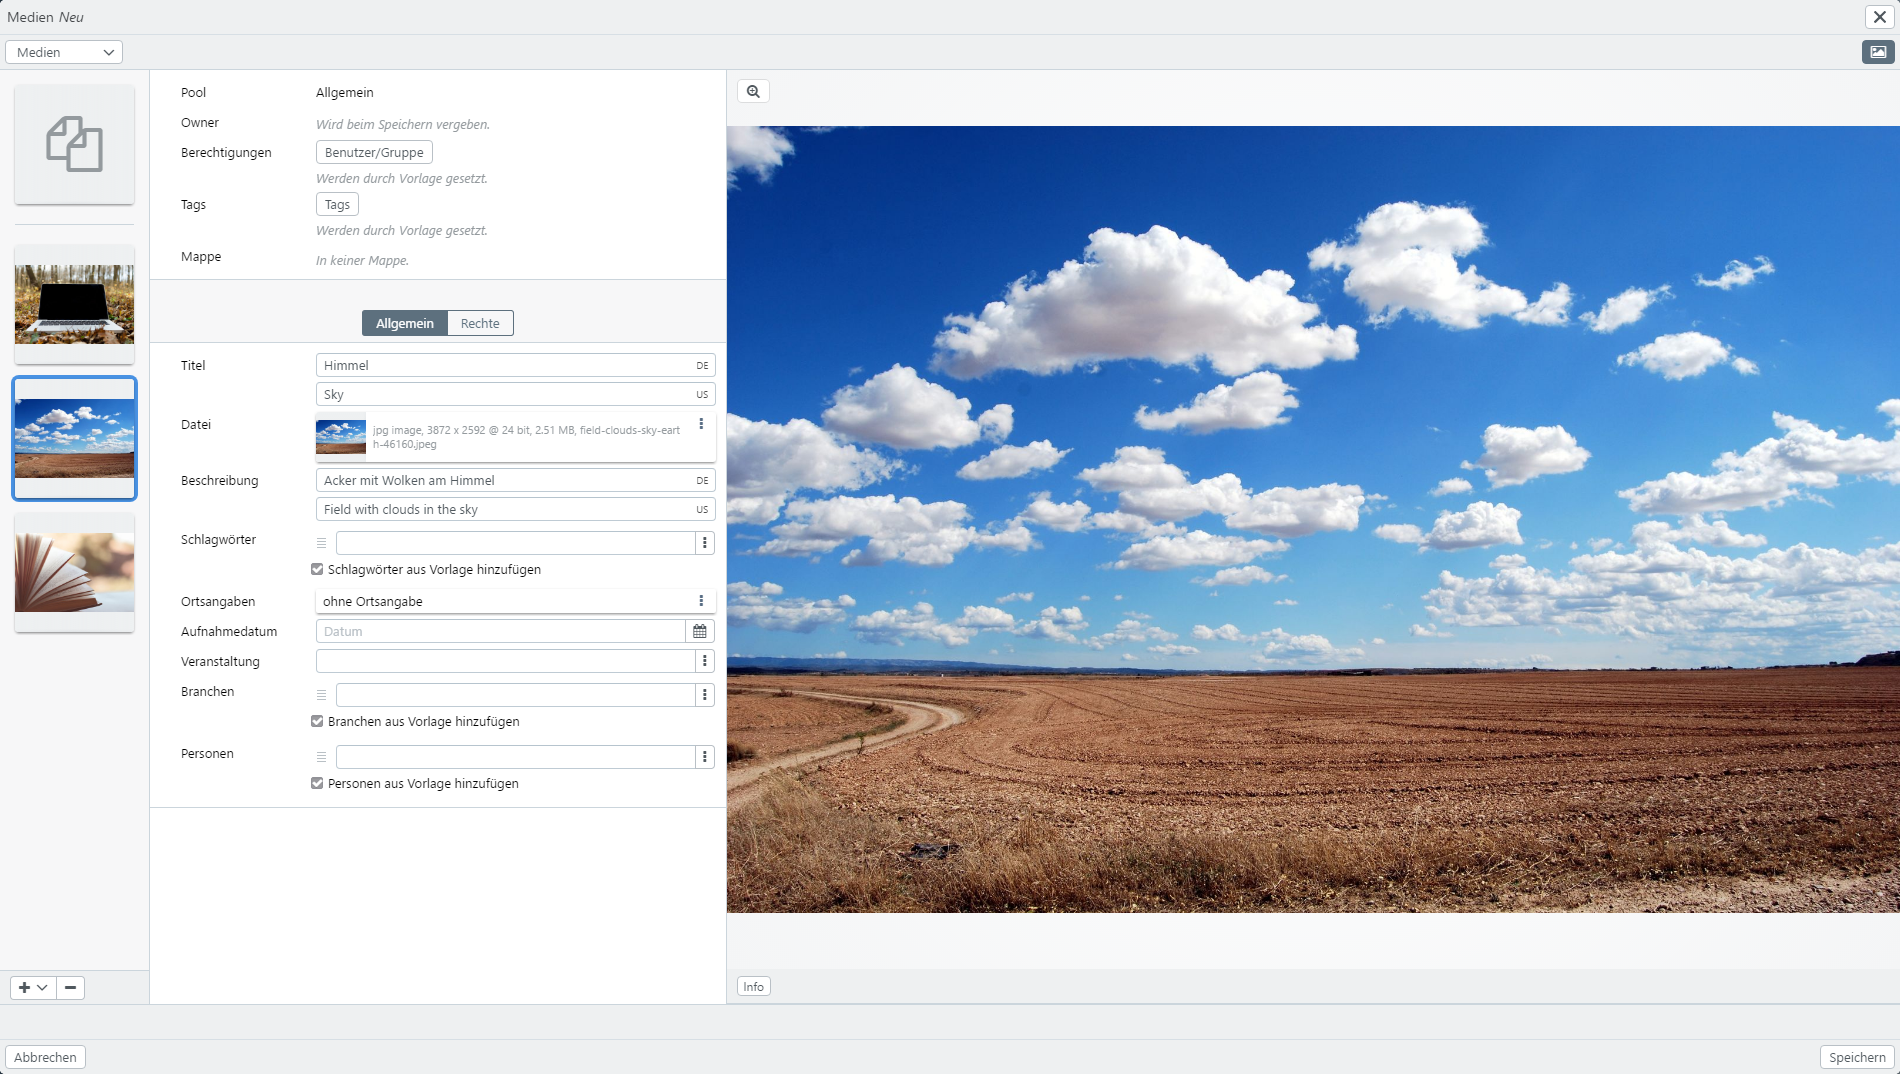 Medien Neu
Medien
Pool Allgemein
Owner Wird beim Speichern vergeben.
Berechtigungen Benutzer/Gruppe
Werden durch Vorlage gesetzt.
Tags Tags
Werden durch Vorlage gesetzt.
Mappe In keiner Mappe.
Allgemein Rechte
Titel Himmel DE
Sky US
Datei jpg image, 3872 x 2592 @ 24 bit, 2.51 MB, field-clouds-sky-eart
h-46160.jpeg
Beschreibung Acker mit Wolken am Himmel DE
Field with clouds in the sky US
Schlagwörter
Schlagwörter aus Vorlage hinzufügen
Ortsangaben ohne Ortsangabe
Aufnahmedatum Datum
Veranstaltung
Branchen
Branchen aus Vorlage hinzufügen
Personen
Personen aus Vorlage hinzufügen
Info
Abbrechen Speichern